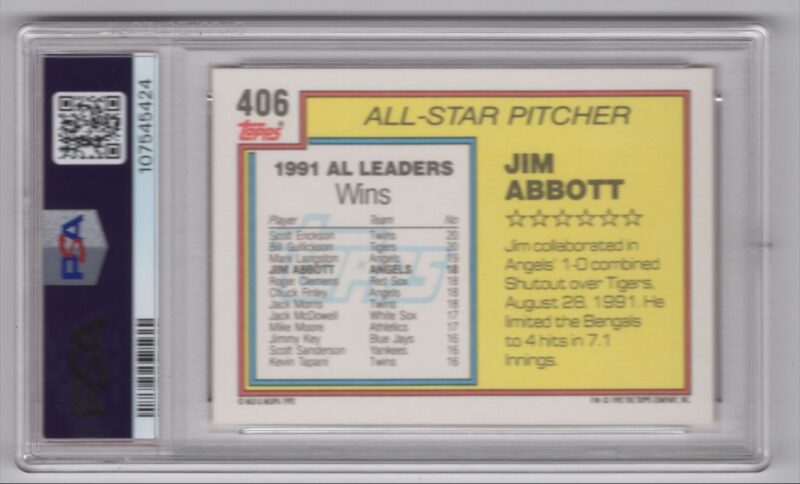 107545424
PSA
PSA
406
TOPPS®
ALL-STAR PITCHER
1991 AL LEADERS
Wins
Player Team No
Scott Erickson Twins 20
Bill Gullickson Tigers 20
Mark Langston Angels 19
JIM ABBOTT ANGELS 18
Roger Clemens Red Sox 18
Chuck Finley Angels 18
Jack Morris Twins 18
Jack McDowell White Sox 17
Mike Moore Athletics 17
Jimmy Key Blue Jays 16
Scott Sanderson Yankees 16
Kevin Tapani Twins 16
TOPPS
JIM
ABBOTT
Jim collaborated in
Angels' 1-0 combined
Shutout over Tigers,
August 28, 1991. He
limited the Bengals
to 4 hits in 7.1
Innings.